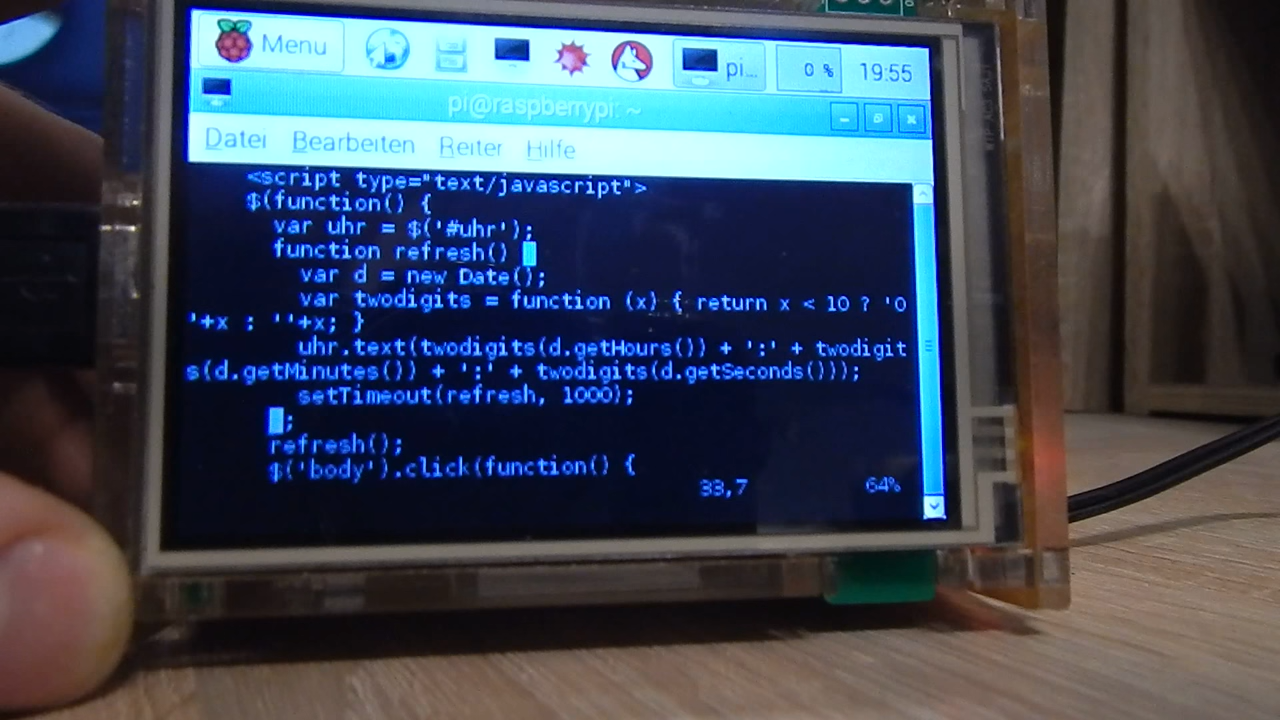 Menu
pi...
0 %
19:55
pi@raspberrypi: ~
Datei Bearbeiten Reiter Hilfe
<script type="text/javascript">
$(function() {
var uhr = $('#uhr');
function refresh()
var d = new Date();
var twodigits = function (x) { return x < 10 ? '0
'+x : ''+x; }
uhr.text(twodigits(d.getHours()) + ':' + twodigit
s(d.getMinutes()) + ':' + twodigits(d.getSeconds()));
setTimeout(refresh, 1000);
;
refresh();
$('body').click(function() {
33,7 64%